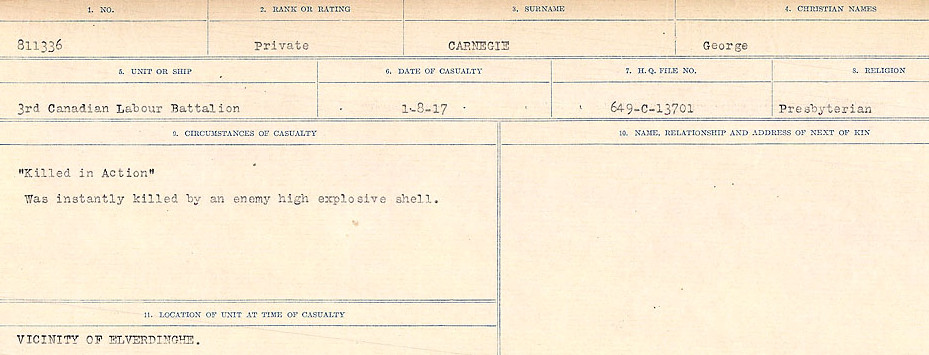 1. NO. 2. RANK OR RATING 3. SURNAME 4. CHRISTIAN NAMES
811336 Private CARNEGIE George
5. UNIT OR SHIP 6. DATE OF CASUALTY 7. H. Q. FILE NO. 8. RELIGION
3rd Canadian Labour Battalion 1-8-17 649-C-13701 Presbyterian
9. CIRCUMSTANCES OF CASUALTY 10. NAME, RELATIONSHIP AND ADDRESS OF NEXT OF KIN
"Killed in Action"
Was instantly killed by an enemy high explosive shell.
11. LOCATION OF UNIT AT TIME OF CASUALTY
VICINITY OF ELVERDINGHE.